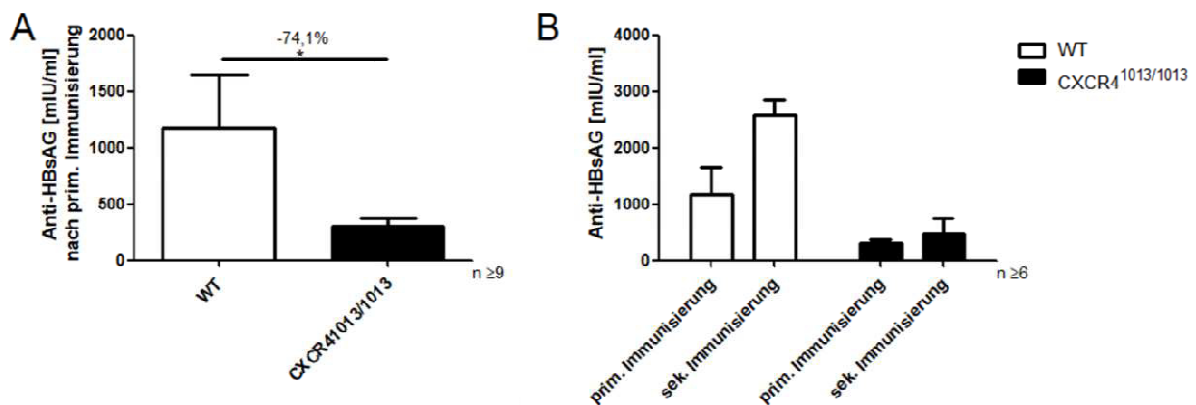 A
Anti-HBsAG [mIU/ml]
nach prim. Immunisierung
2000
1500
1000
500
0
-74,1%
*
WT
CXCR41013/1013
n ≥9
B
Anti-HBsAG [mIU/ml]
4000
3000
2000
1000
0
prim. Immunisierung
sek. Immunisierung
prim. Immunisierung
sek. Immunisierung
n ≥6
WT
CXCR4^1013/1013